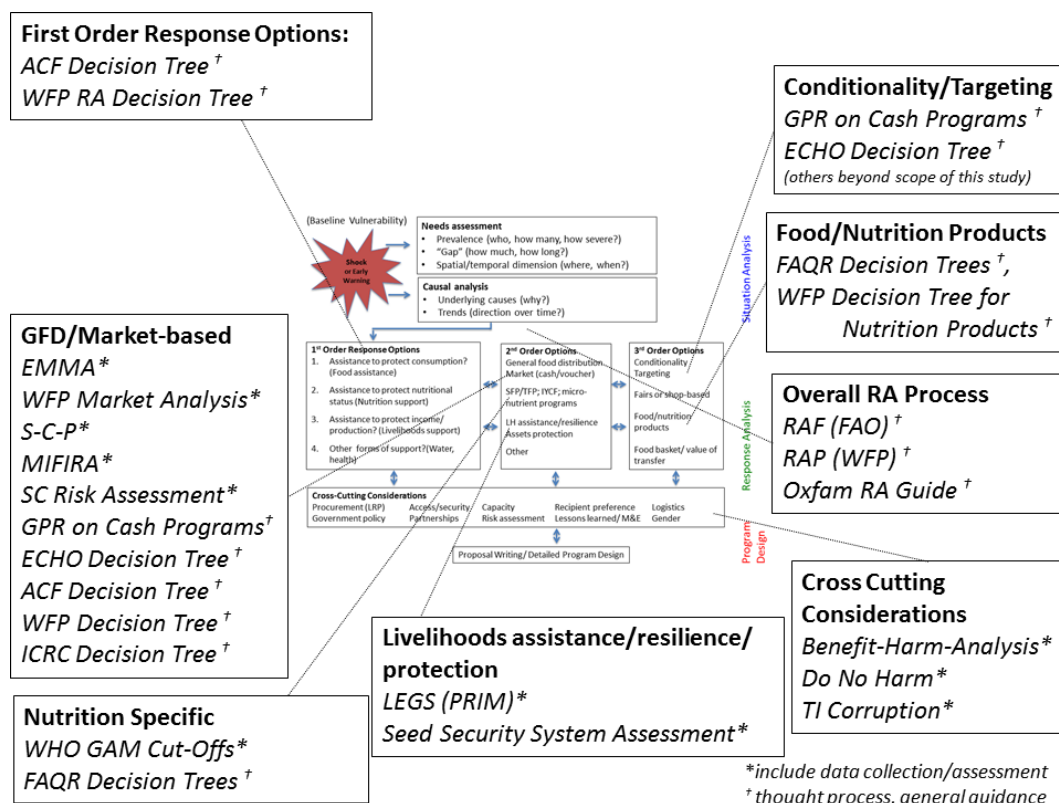 First Order Response Options:
ACF Decision Tree †
WFP RA Decision Tree †
Conditionality/Targeting
GPR on Cash Programs †
ECHO Decision Tree †
(others beyond scope of this study)
Food/Nutrition Products
FAQR Decision Trees †,
WFP Decision Tree for
Nutrition Products †
Overall RA Process
RAF (FAO) †
RAP (WFP) †
Oxfam RA Guide †
Cross Cutting
Considerations
Benefit-Harm-Analysis*
Do No Harm*
TI Corruption*
GFD/Market-based
EMMA*
WFP Market Analysis*
S-C-P*
MIFIRA*
SC Risk Assessment*
GPR on Cash Programs†
ECHO Decision Tree †
ACF Decision Tree †
WFP Decision Tree †
ICRC Decision Tree †
Nutrition Specific
WHO GAM Cut-Offs*
FAQR Decision Trees †
Livelihoods assistance/resilience/
protection
LEGS (PRIM)*
Seed Security System Assessment*
(Baseline Vulnerability)
Shock
or Early
Warning
Needs assessment
• Prevalence (who, how many, how severe?)
• “Gap” (how much, how long?)
• Spatial/temporal dimension (where, when?)
Causal analysis
• Underlying causes (why?)
• Trends (direction over time?)
1st Order Response Options
1. Assistance to protect consumption?
(Food assistance)
2. Assistance to protect nutritional
status (Nutrition support)
3. Assistance to protect income/
production? (Livelihoods support)
4. Other forms of support?(Water,
health)
2nd Order Options
General food distribution
Market (cash/voucher)
SFP/TFP; IYCF; micro-
nutrient programs
LH assistance/resilience
Assets protection
Other
3rd Order Options
Conditionality
Targeting
Fairs or shop-based
Food/nutrition
products
Food basket/ value of
transfer
Cross-Cutting Considerations
Procurement (LRP) Access/security Capacity Recipient preference Logistics
Government policy Partnerships Risk assessment Lessons learned/ M&E Gender
Proposal Writing/ Detailed Program Design
Situation Analysis
Response Analysis
Program
Design
*include data collection/assessment
† thought process, general guidance